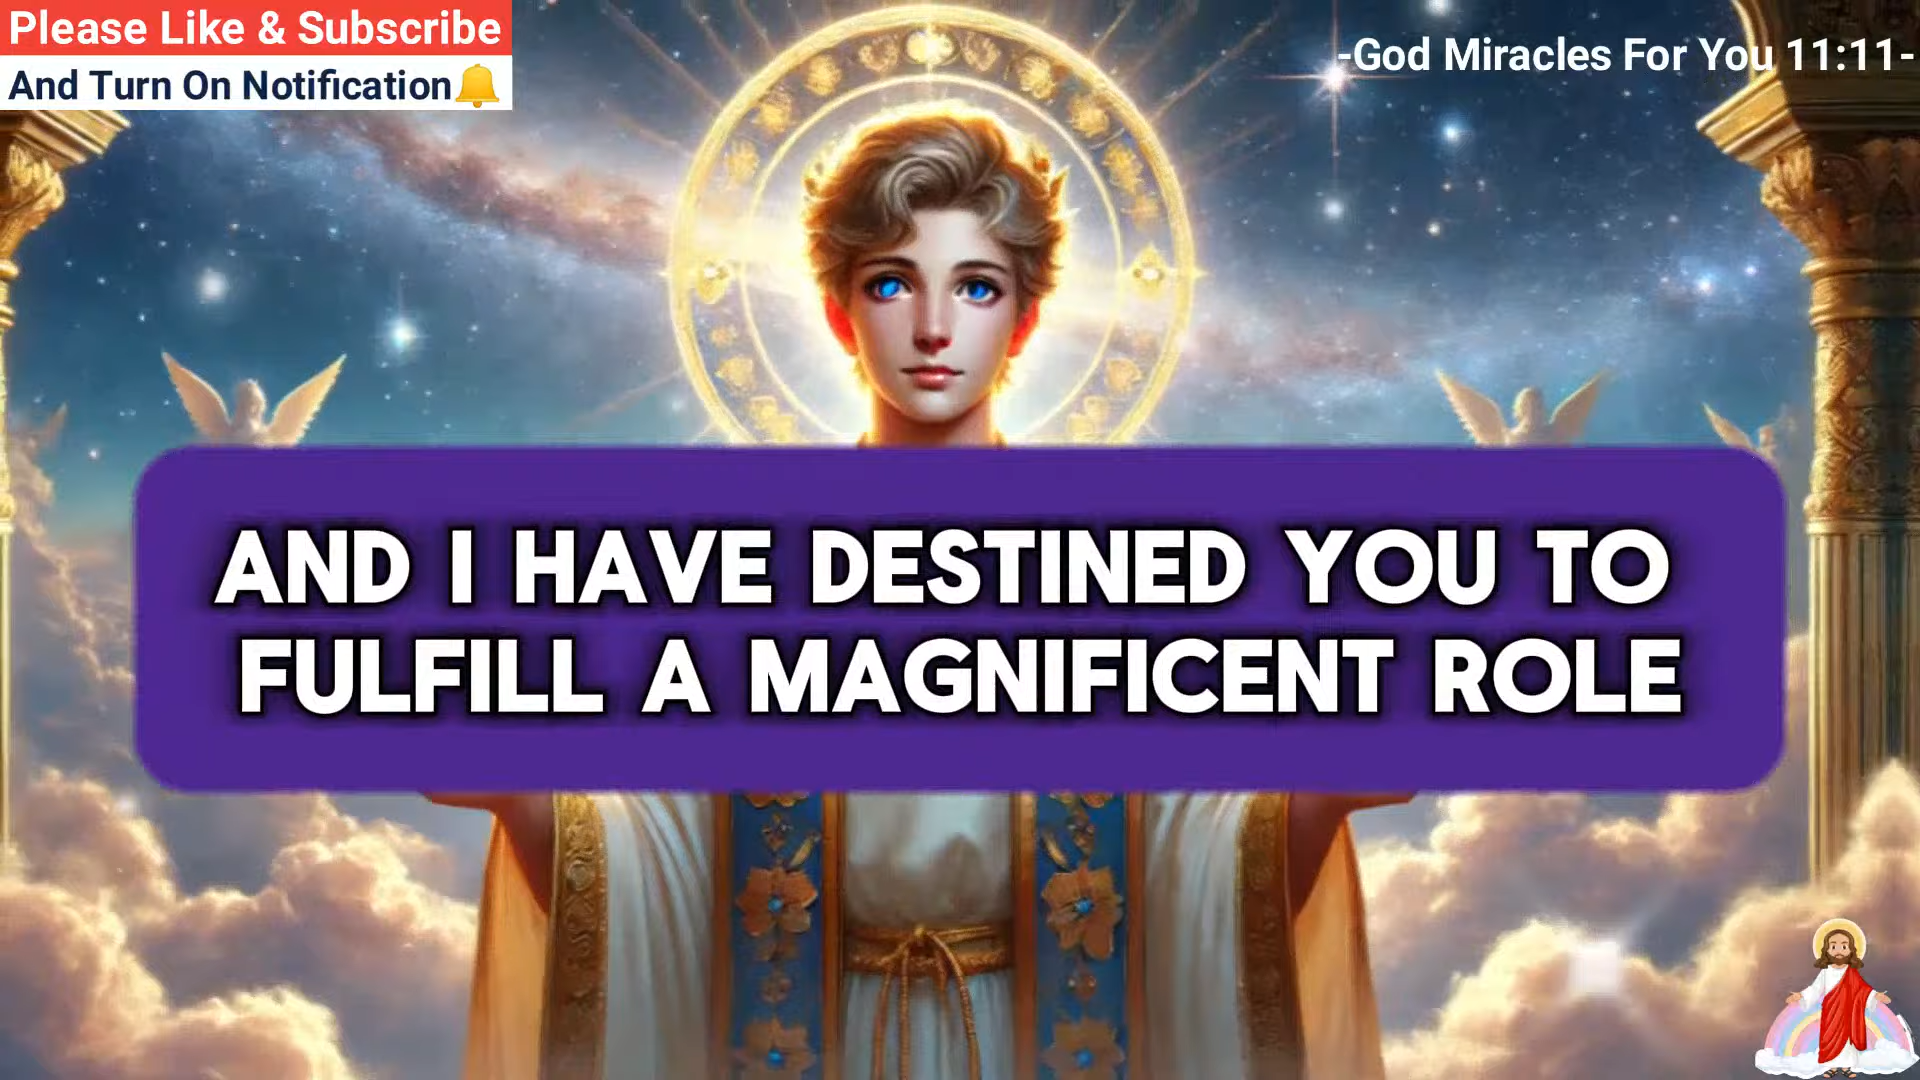 Please Like & Subscribe
And Turn On Notification🔔
-God Miracles For You 11:11-
AND I HAVE DESTINED YOU TO
FULFILL A MAGNIFICENT ROLE